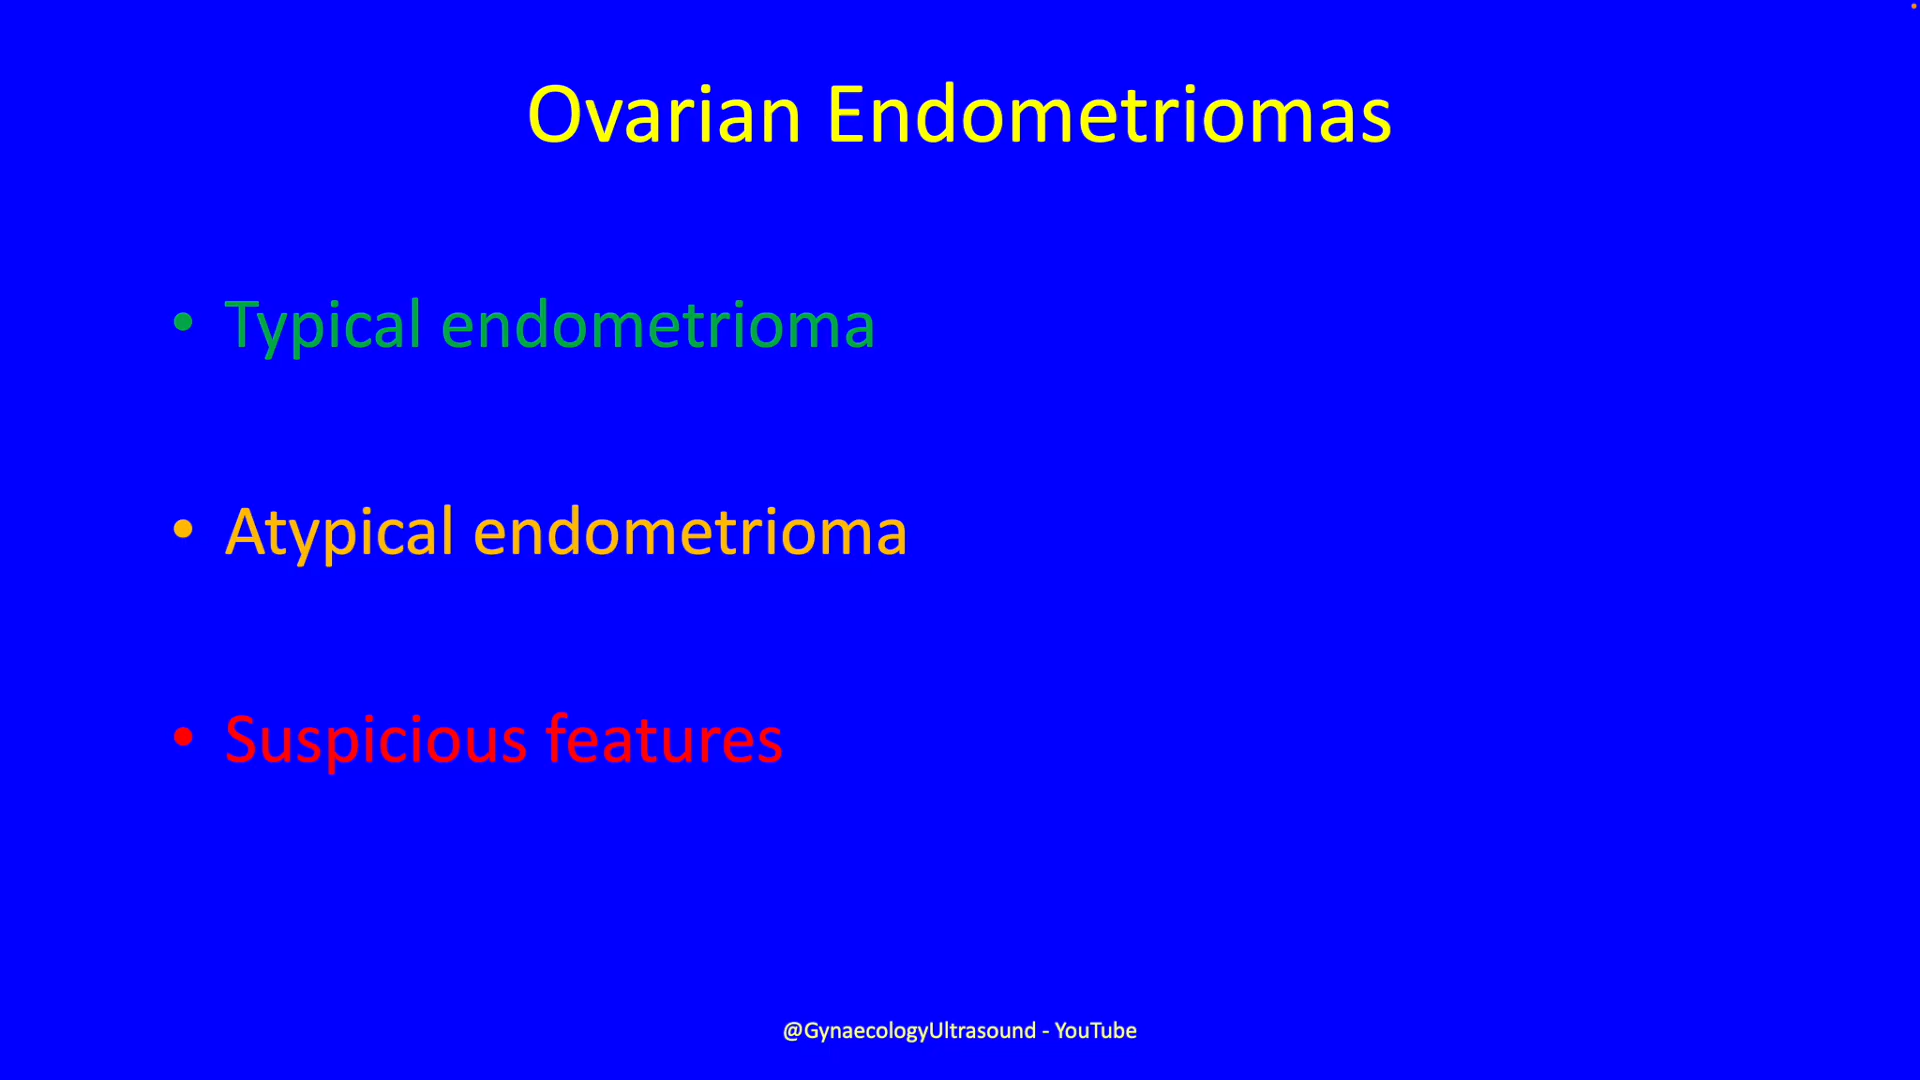 Ovarian Endometriomas
• Typical endometrioma
• Atypical endometrioma
• Suspicious features
@GynaecologyUltrasound - YouTube